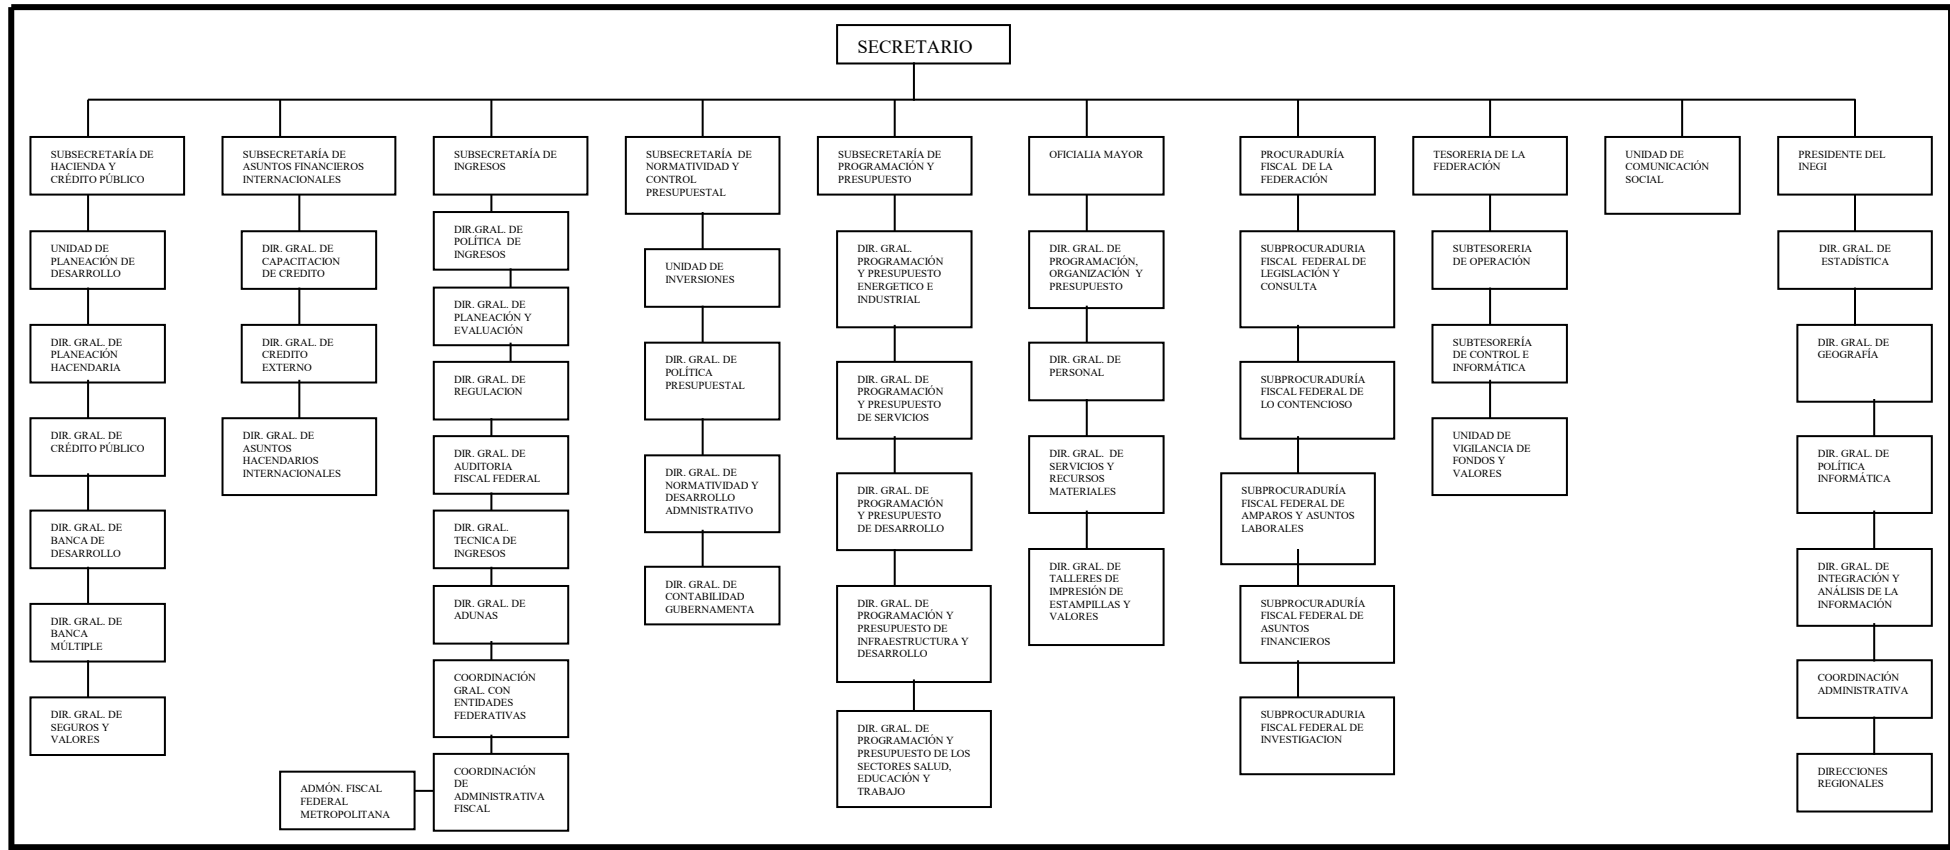 SECRETARIO
SUBSECRETARÍA DE
HACIENDA Y
CRÉDITO PÚBLICO
UNIDAD DE
PLANEACIÓN DE
DESARROLLO
DIR. GRAL. DE
PLANEACIÓN
HACENDARIA
DIR. GRAL. DE
CRÉDITO PÚBLICO
DIR. GRAL. DE
BANCA DE
DESARROLLO
DIR. GRAL. DE
BANCA
MÚLTIPLE
DIR. GRAL. DE
SEGUROS Y
VALORES
SUBSECRETARÍA DE
ASUNTOS FINANCIEROS
INTERNACIONALES
DIR. GRAL. DE
CAPACITACION
DE CREDITO
DIR. GRAL. DE
CREDITO
EXTERNO
DIR. GRAL. DE
ASUNTOS
HACENDARIOS
INTERNACIONALES
SUBSECRETARÍA DE
INGRESOS
DIR.GRAL. DE
POLÍTICA DE
INGRESOS
DIR. GRAL. DE
PLANEACIÓN Y
EVALUACIÓN
DIR. GRAL. DE
REGULACION
DIR. GRAL. DE
AUDITORIA
FISCAL FEDERAL
DIR. GRAL.
TECNICA DE
INGRESOS
DIR. GRAL. DE
ADUNAS
COORDINACIÓN
GRAL. CON
ENTIDADES
FEDERATIVAS
COORDINACIÓN
DE
ADMINISTRATIVA
FISCAL
ADMÓN. FISCAL
FEDERAL
METROPOLITANA
SUBSECRETARÍA DE
NORMATIVIDAD Y
CONTROL
PRESUPUESTAL
UNIDAD DE
INVERSIONES
DIR. GRAL. DE
POLÍTICA
PRESUPUESTAL
DIR. GRAL. DE
NORMATIVIDAD Y
DESARROLLO
ADMNISTRATIVO
DIR. GRAL. DE
CONTABILIDAD
GUBERNAMENTA
SUBSECRETARÍA DE
PROGRAMACIÓN Y
PRESUPUESTO
DIR. GRAL.
PROGRAMACIÓN
Y PRESUPUESTO
ENERGETICO E
INDUSTRIAL
DIR. GRAL. DE
PROGRAMACIÓN
Y PRESUPUESTO
DE SERVICIOS
DIR. GRAL. DE
PROGRAMACIÓN
Y PRESUPUESTO
DE DESARROLLO
DIR. GRAL. DE
PROGRAMACIÓN Y
PRESUPUESTO DE
INFRAESTRUCTURA Y
DESARROLLO
DIR. GRAL. DE
PROGRAMACIÓN Y
PRESUPUESTO DE LOS
SECTORES SALUD,
EDUCACIÓN Y
TRABAJO
OFICIALIA MAYOR
DIR. GRAL. DE
PROGRAMACIÓN,
ORGANIZACIÓN Y
PRESUPUESTO
DIR. GRAL. DE
PERSONAL
DIR. GRAL. DE
SERVICIOS Y
RECURSOS
MATERIALES
DIR. GRAL. DE
TALLERES DE
IMPRESIÓN DE
ESTAMPILLAS Y
VALORES
PROCURADURÍA
FISCAL DE LA
FEDERACIÓN
SUBPROCURADURIA
FISCAL FEDERAL DE
LEGISLACIÓN Y
CONSULTA
SUBPROCURADURÍA
FISCAL FEDERAL DE
LO CONTENCIOSO
SUBPROCURADURÍA
FISCAL FEDERAL DE
AMPAROS Y ASUNTOS
LABORALES
SUBPROCURADURÍA
FISCAL FEDERAL DE
ASUNTOS
FINANCIEROS
SUBPROCURADURIA
FISCAL FEDERAL DE
INVESTIGACION
TESORERIA DE LA
FEDERACIÓN
SUBTESORERIA
DE OPERACIÓN
SUBTESORERÍA
DE CONTROL E
INFORMÁTICA
UNIDAD DE
VIGILANCIA DE
FONDOS Y
VALORES
UNIDAD DE
COMUNICACIÓN
SOCIAL
PRESIDENTE DEL
INEGI
DIR. GRAL. DE
ESTADÍSTICA
DIR. GRAL. DE
GEOGRAFÍA
DIR. GRAL. DE
POLÍTICA
INFORMÁTICA
DIR. GRAL. DE
INTEGRACIÓN Y
ANÁLISIS DE LA
INFORMACIÓN
COORDINACIÓN
ADMINISTRATIVA
DIRECCIONES
REGIONALES